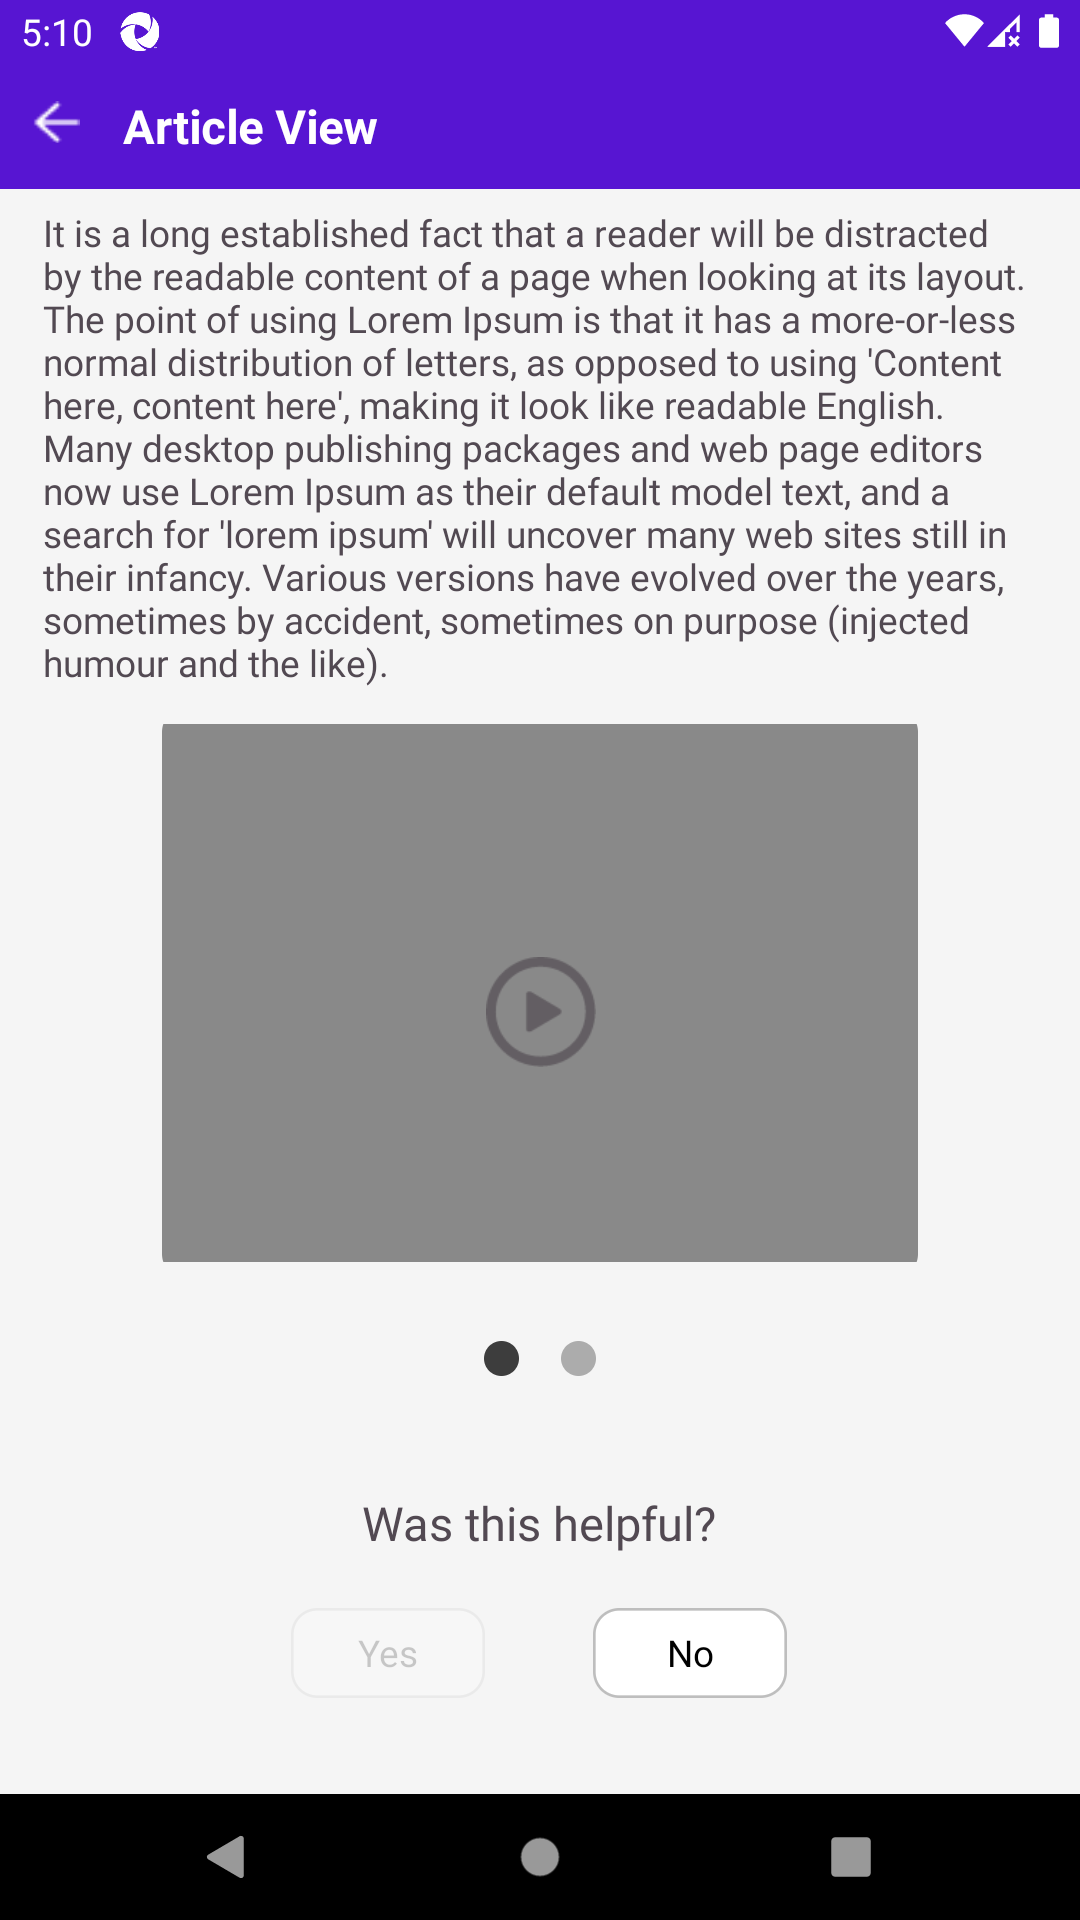 5:10
Article View
It is a long established fact that a reader will be distracted
by the readable content of a page when looking at its layout.
The point of using Lorem Ipsum is that it has a more-or-less
normal distribution of letters, as opposed to using 'Content
here, content here', making it look like readable English.
Many desktop publishing packages and web page editors
now use Lorem Ipsum as their default model text, and a
search for 'lorem ipsum' will uncover many web sites still in
their infancy. Various versions have evolved over the years,
sometimes by accident, sometimes on purpose (injected
humour and the like).
Was this helpful?
Yes
No